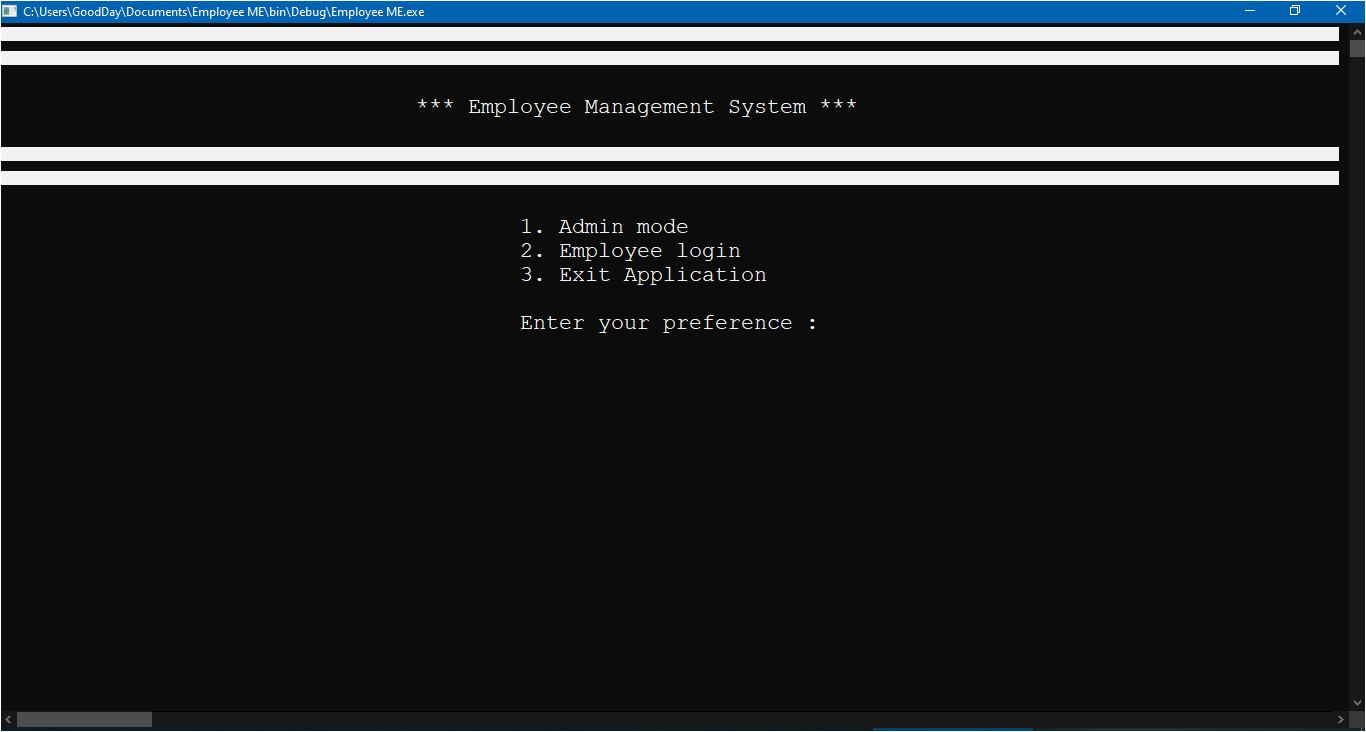 C:\Users\GoodDay\Documents\Employee ME\bin\Debug\Employee ME.exe
*** Employee Management System ***
1. Admin mode
2. Employee login
3. Exit Application
Enter your preference :